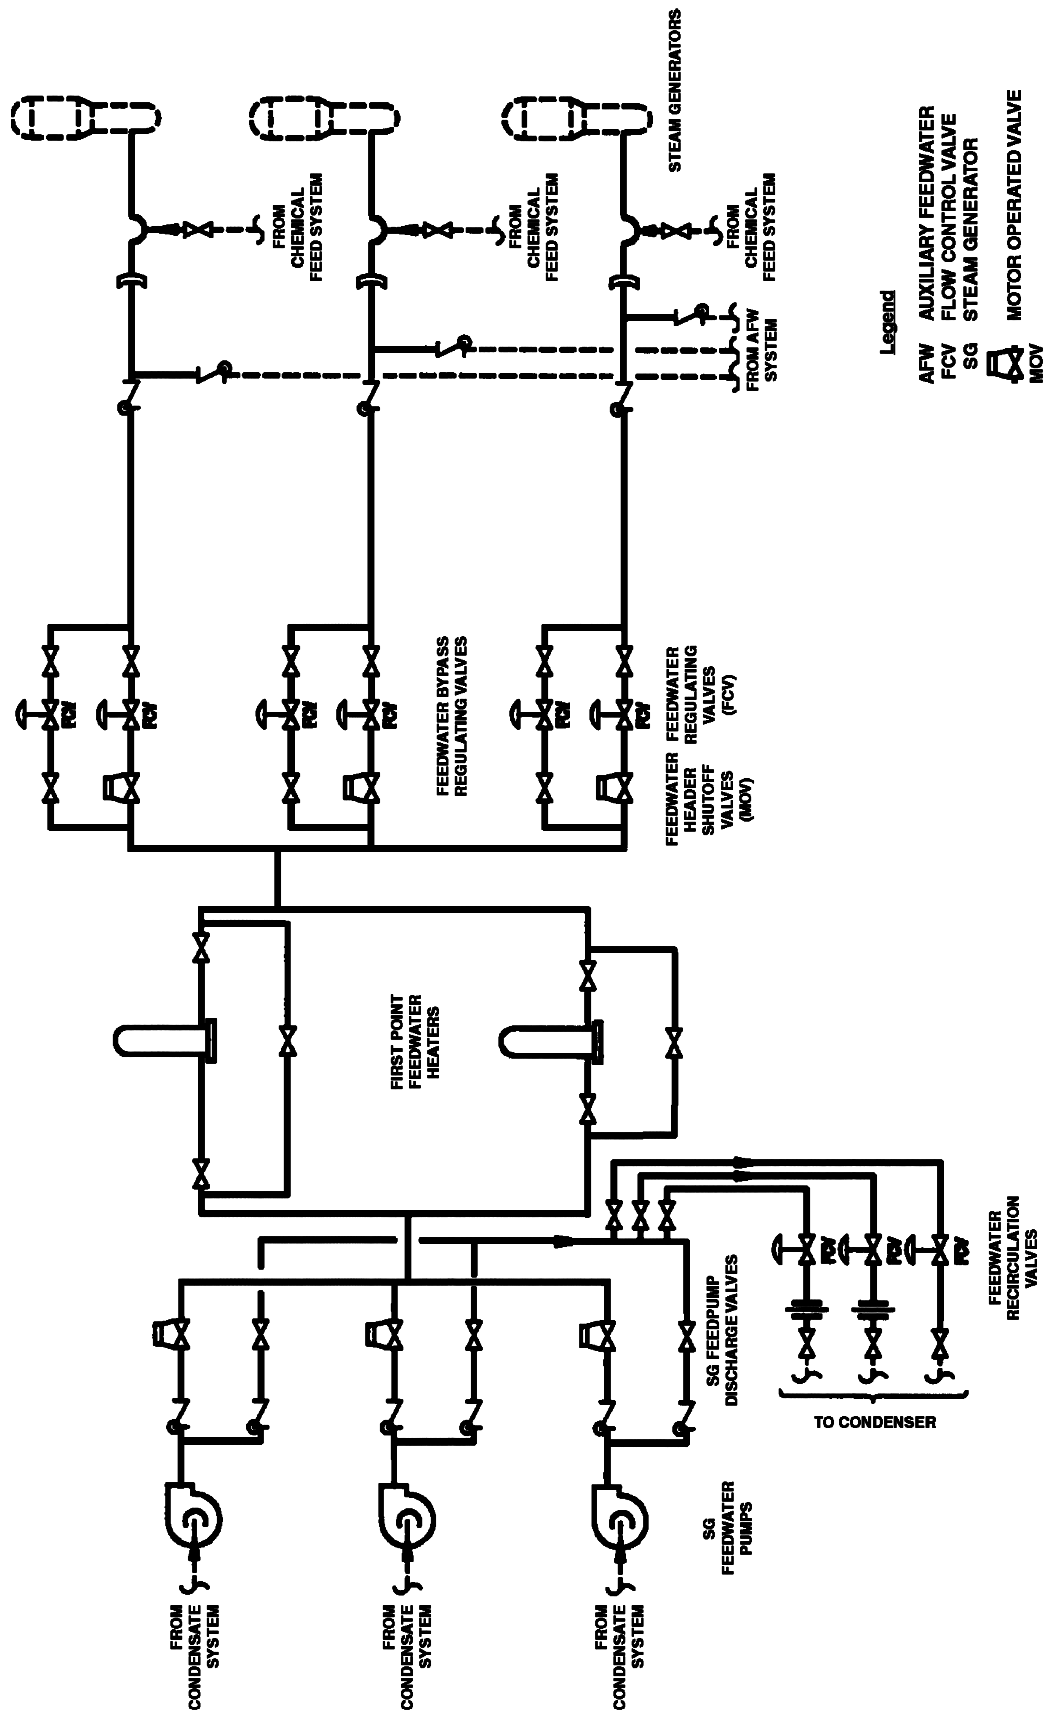 FROM
CONDENSATE
SYSTEM
FROM
CONDENSATE
SYSTEM
FROM
CONDENSATE
SYSTEM
SG
FEEDWATER
PUMPS
SG FEEDPUMP
DISCHARGE VALVES
TO CONDENSER
FCV
FCV
FCV
FEEDWATER
RECIRCULATION
VALVES
FIRST POINT
FEEDWATER
HEATERS
FCV
FCV
FCV
FCV
FCV
FCV
FEEDWATER BYPASS
REGULATING VALVES
FEEDWATER
HEADER
SHUTOFF
VALVES
(MOV)
FEEDWATER
REGULATING
VALVES
(FCV)
FROM AFW
SYSTEM
FROM
CHEMICAL
FEED SYSTEM
FROM
CHEMICAL
FEED SYSTEM
FROM
CHEMICAL
FEED SYSTEM
STEAM GENERATORS
Legend
AFW AUXILIARY FEEDWATER
FCV FLOW CONTROL VALVE
SG STEAM GENERATOR
MOTOR OPERATED VALVE
MOV